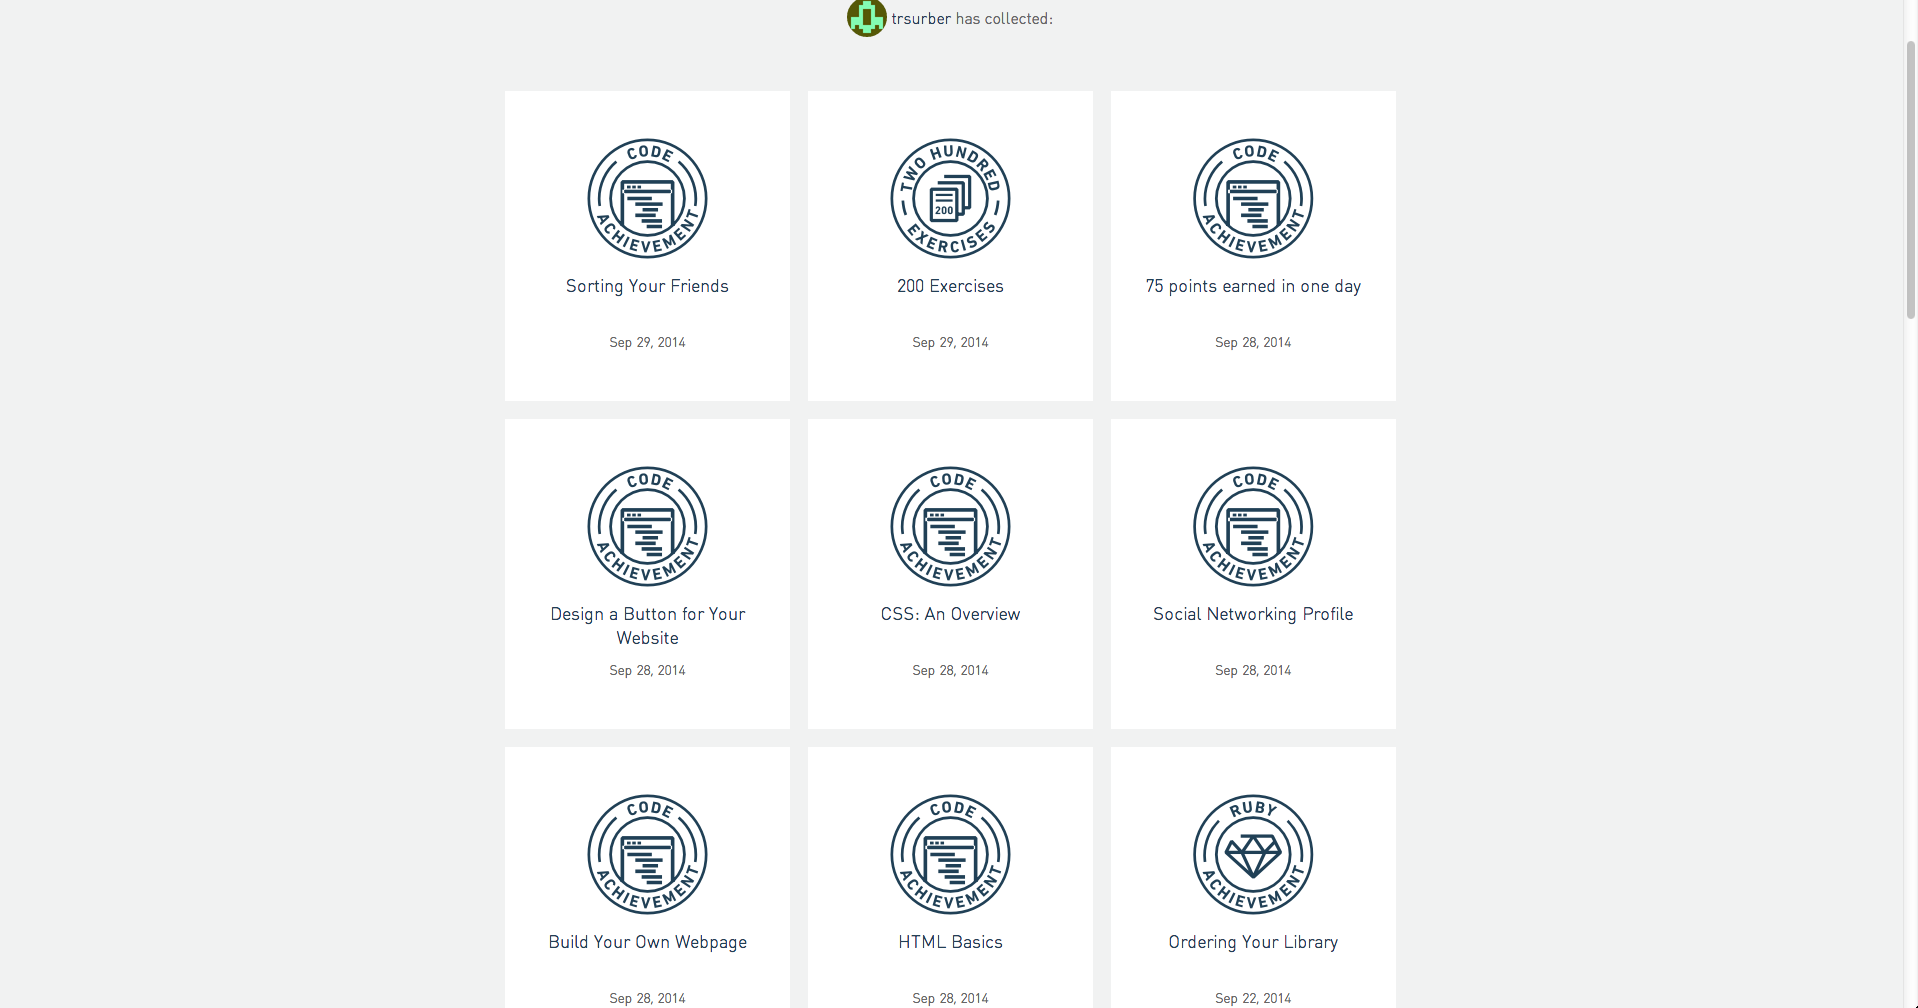 trsurber has collected:
CODE ACHIEVEMENT
Sorting Your Friends
Sep 29, 2014
TWO HUNDRED EXERCISES
200
200 Exercises
Sep 29, 2014
CODE ACHIEVEMENT
75 points earned in one day
Sep 28, 2014
CODE ACHIEVEMENT
Design a Button for Your
Website
Sep 28, 2014
CODE ACHIEVEMENT
CSS: An Overview
Sep 28, 2014
CODE ACHIEVEMENT
Social Networking Profile
Sep 28, 2014
CODE ACHIEVEMENT
Build Your Own Webpage
Sep 28, 2014
CODE ACHIEVEMENT
HTML Basics
Sep 28, 2014
RUBY ACHIEVEMENT
Ordering Your Library
Sep 22, 2014